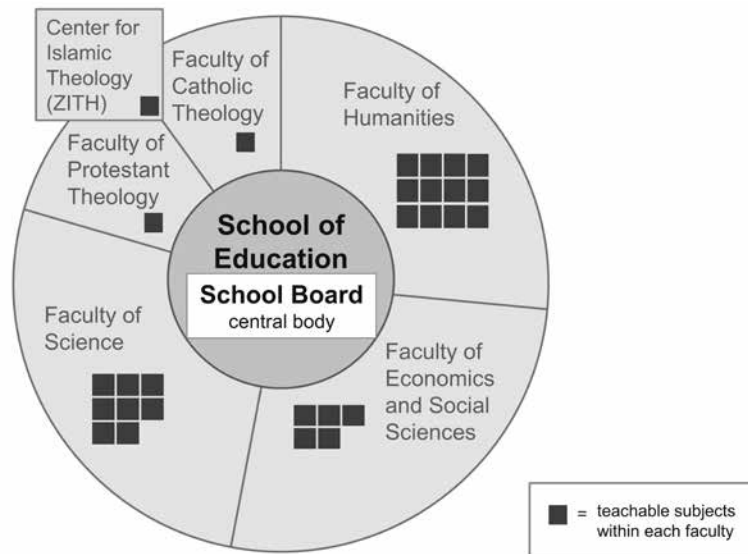 Center for
Islamic
Theology
(ZITH)
Faculty of
Catholic
Theology
Faculty of
Humanities
Faculty of
Protestant
Theology
School of
Education
School Board
central body
Faculty of
Science
Faculty of
Economics
and Social
Sciences
= teachable subjects
within each faculty